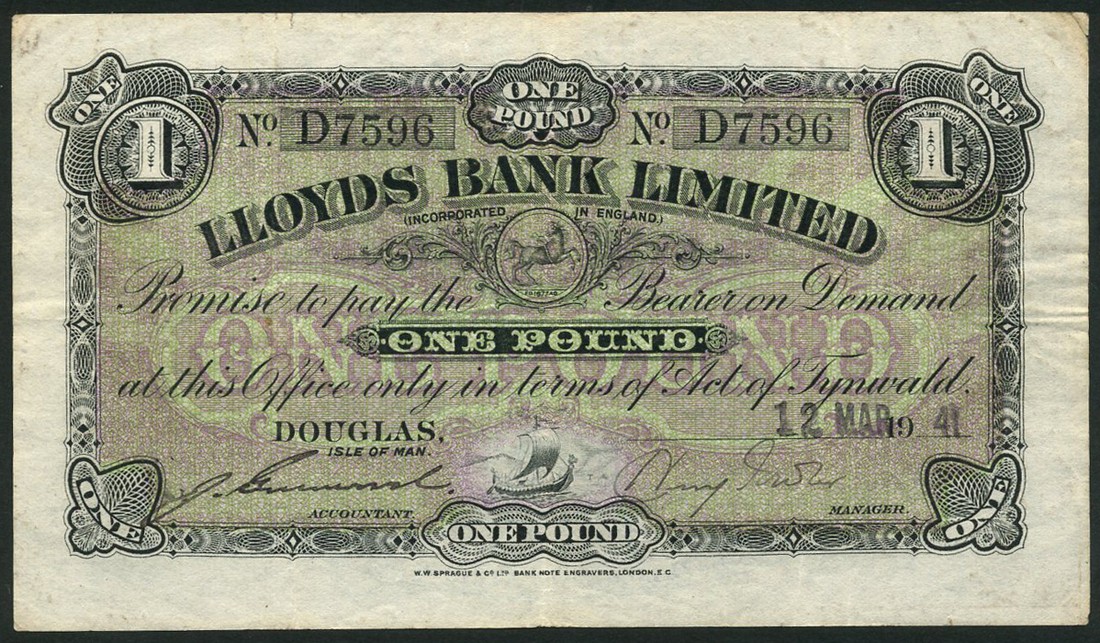 ONE
ONE POUND
ONE
1
No. D7596
No. D7596
1
LLOYDS BANK LIMITED
(INCORPORATED IN ENGLAND.)
Promise to pay the Bearer on Demand
ONE POUND
ONE POUND
at this Office only in terms of Act of Tynwald.
DOUGLAS,
12 MAR 19 41
ISLE OF MAN.
ACCOUNTANT
MANAGER.
ONE
ONE POUND
ONE
W.W. SPRAGUE & Co LTD BANK NOTE ENGRAVERS, LONDON, E.C.